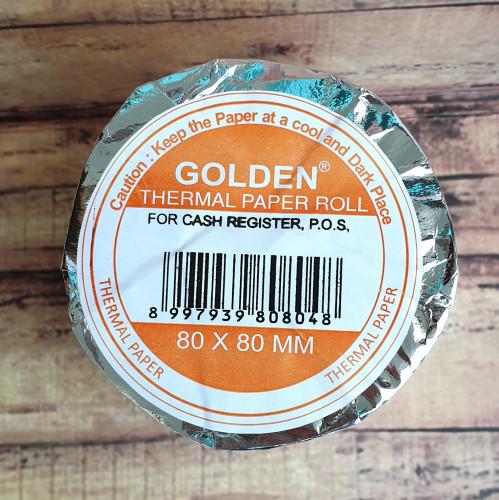 Caution : Keep the Paper at a cool and Dark Place
GOLDEN®
THERMAL PAPER ROLL
FOR CASH REGISTER, P.O.S,
8 997939 808048
80 X 80 MM
THERMAL PAPER
THERMAL PAPER